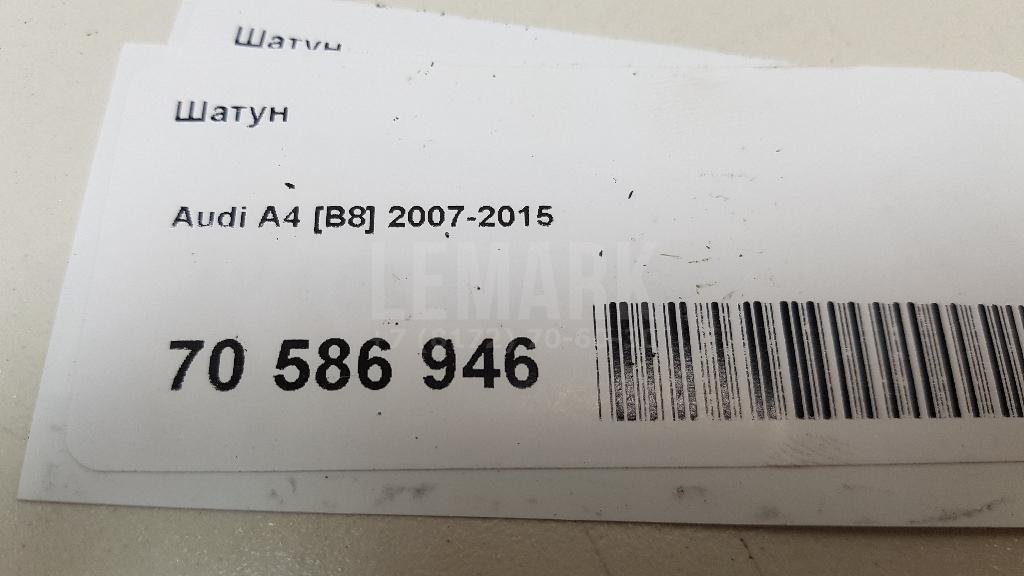 Шатун
Шатун
Audi A4 [B8] 2007-2015
LEMARK
70 586 946